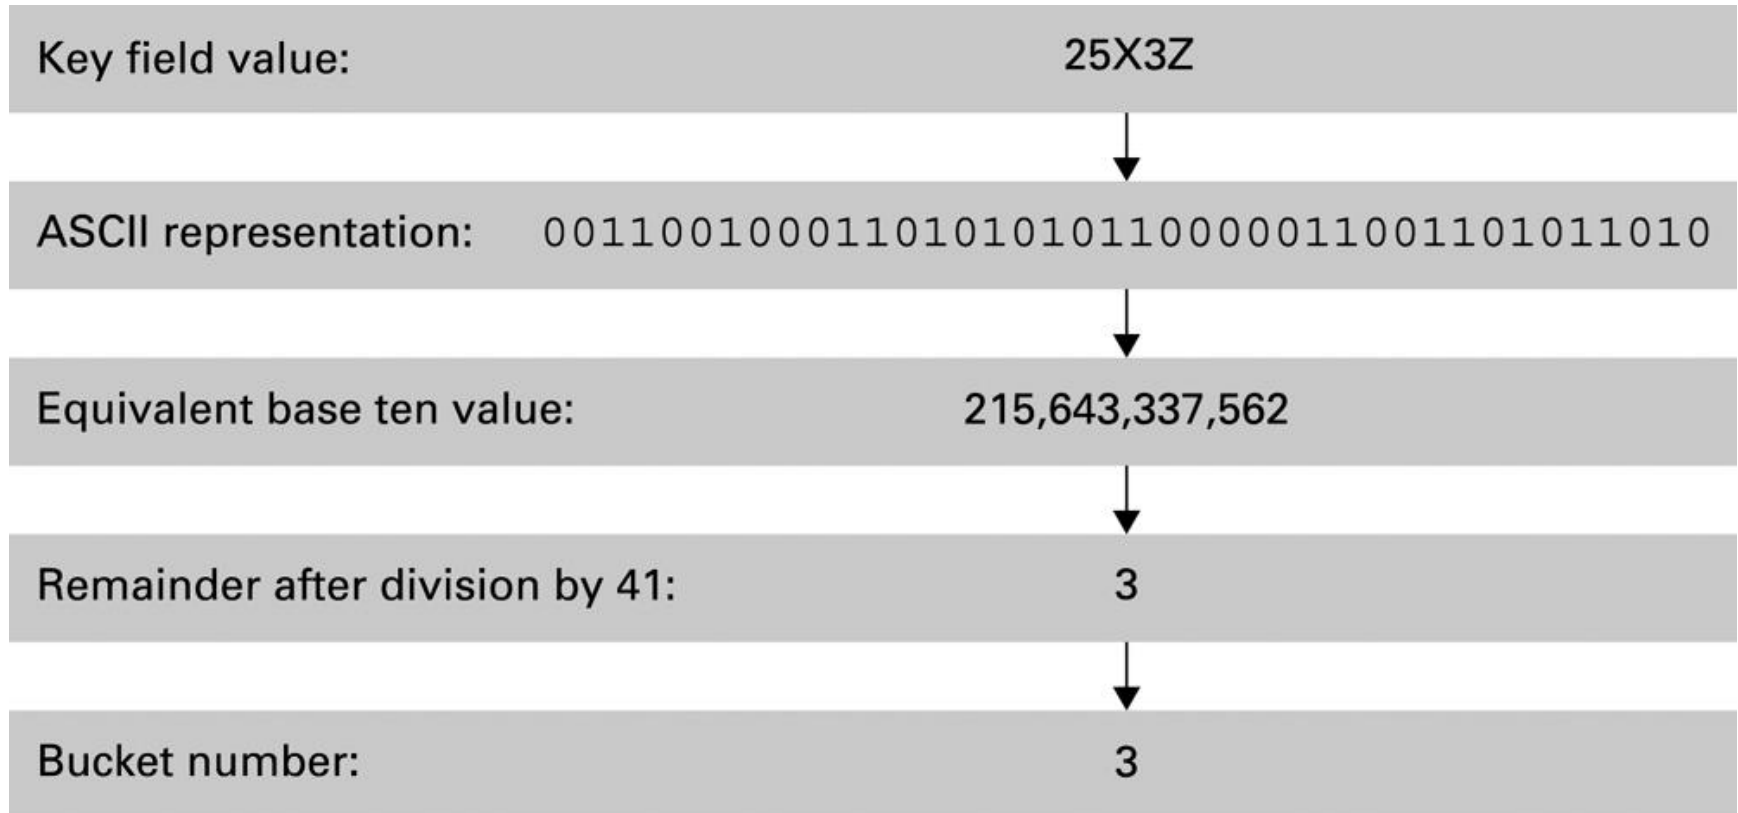 Key field value: 25X3Z
ASCII representation: 0011001000110101010110000011001101011010
Equivalent base ten value: 215,643,337,562
Remainder after division by 41: 3
Bucket number: 3